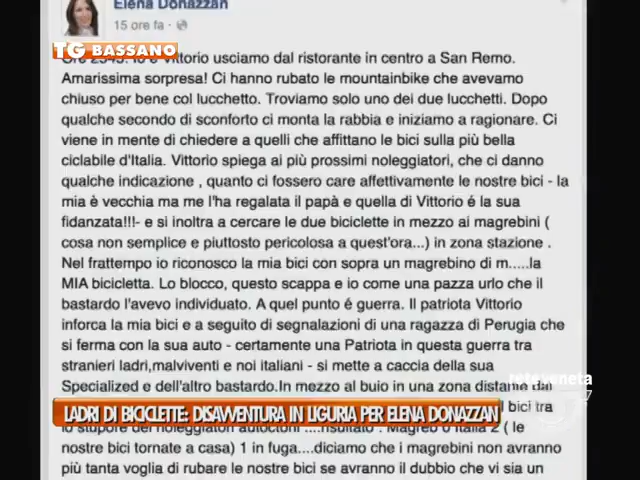 Elena Donazzan
15 ore fa
TG BASSANO
Vittorio usciamo dal ristorante in centro a San Remo.
Amarissima sorpresa! Ci hanno rubato le mountainbike che avevamo
chiuso per bene col lucchetto. Troviamo solo uno dei due lucchetti. Dopo
qualche secondo di sconforto ci monta la rabbia e iniziamo a ragionare. Ci
viene in mente di chiedere a quelli che affittano le bici sulla più bella
ciclabile d'Italia. Vittorio spiega ai più prossimi noleggiatori, che ci danno
qualche indicazione , quanto ci fossero care affettivamente le nostre bici - la
mia è vecchia ma me l'ha regalata il papà e quella di Vittorio é la sua
fidanzata!!!- e si inoltra a cercare le due biciclette in mezzo ai magrebini (
cosa non semplice e piuttosto pericolosa a quest'ora...) in zona stazione .
Nel frattempo io riconosco la mia bici con sopra un magrebino di m.....la
MIA bicicletta. Lo blocco, questo scappa e io come una pazza urlo che il
bastardo l'avevo individuato. A quel punto é guerra. Il patriota Vittorio
inforca la mia bici e a seguito di segnalazioni di una ragazza di Perugia che
si ferma con la sua auto - certamente una Patriota in questa guerra tra
stranieri ladri,malviventi e noi italiani - si mette a caccia della sua
Specialized e dell'altro bastardo.In mezzo al buio in una zona distante dal
reteveneta
LADRI DI BICICLETTE: DISAVVENTURA IN LIGURIA PER ELENA DONAZZAN
bici tra
lo stupore dei noleggiatori autoctoni ....risultato : Magreb 0 Italia 2 ( le
nostre bici tornate a casa) 1 in fuga....diciamo che i magrebini non avranno
più tanta voglia di rubare le nostre bici se avranno il dubbio che vi sia un